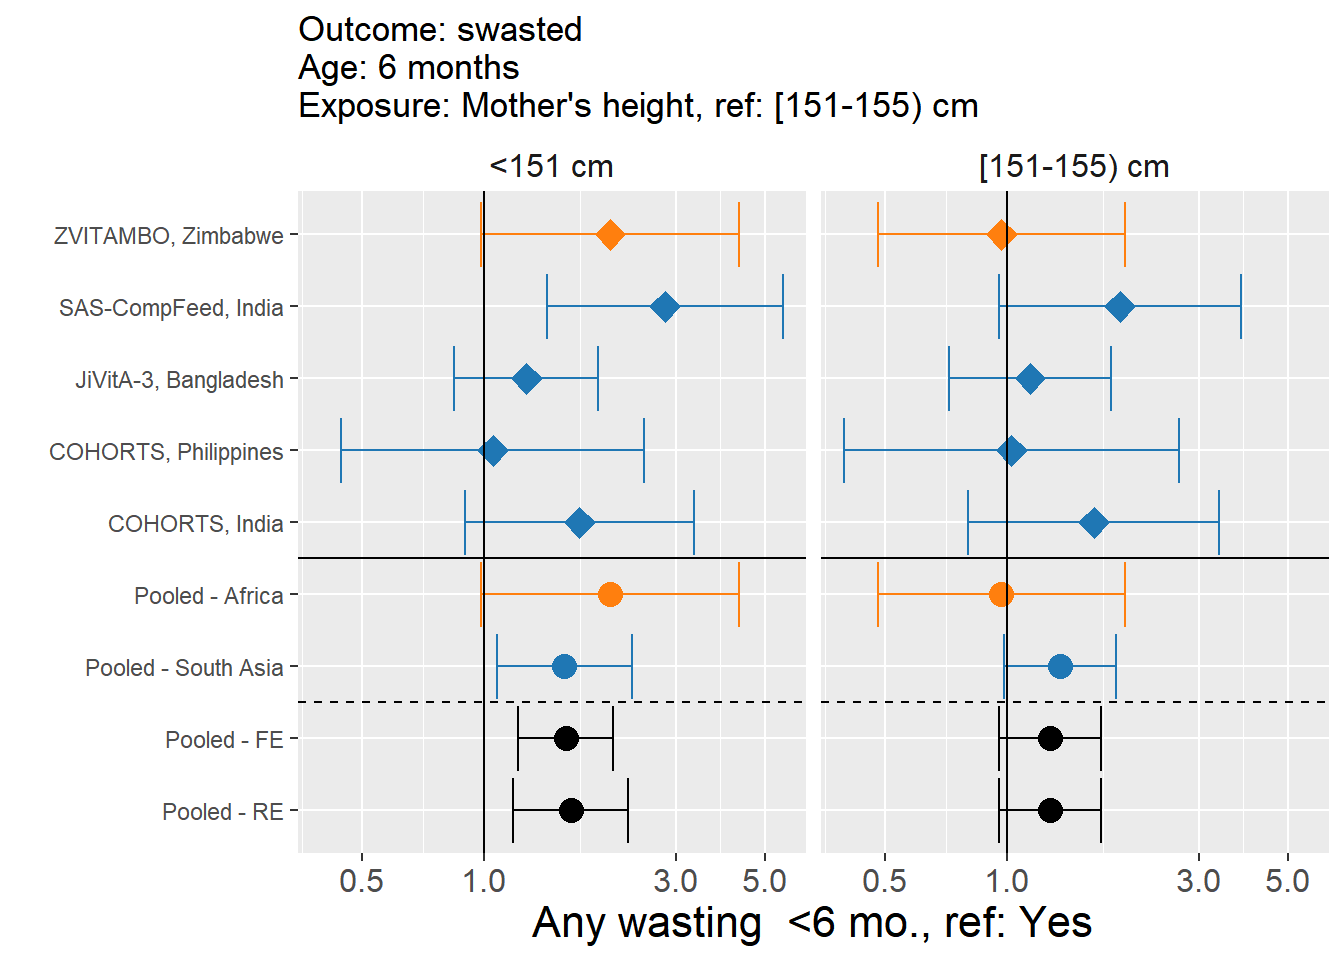 Outcome: swasted
Age: 6 months
Exposure: Mother's height, ref: [151-155) cm
<151 cm
[151-155) cm
ZVITAMBO, Zimbabwe
SAS-CompFeed, India
JiVitA-3, Bangladesh
COHORTS, Philippines
COHORTS, India
Pooled - Africa
Pooled - South Asia
Pooled - FE
Pooled - RE
0.5 1.0 3.0 5.0 0.5 1.0 3.0 5.0
Any wasting  <6 mo., ref: Yes